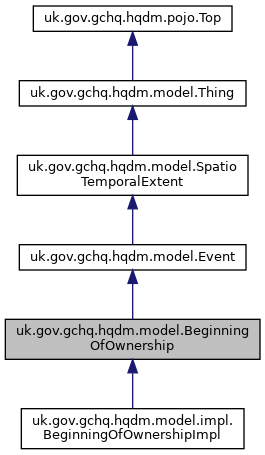 uk.gov.gchq.hqdm.pojo.Top
uk.gov.gchq.hqdm.model.Thing
uk.gov.gchq.hqdm.model.Spatio
TemporalExtent
uk.gov.gchq.hqdm.model.Event
uk.gov.gchq.hqdm.model.Beginning
OfOwnership
uk.gov.gchq.hqdm.model.impl.
BeginningOfOwnershipImpl